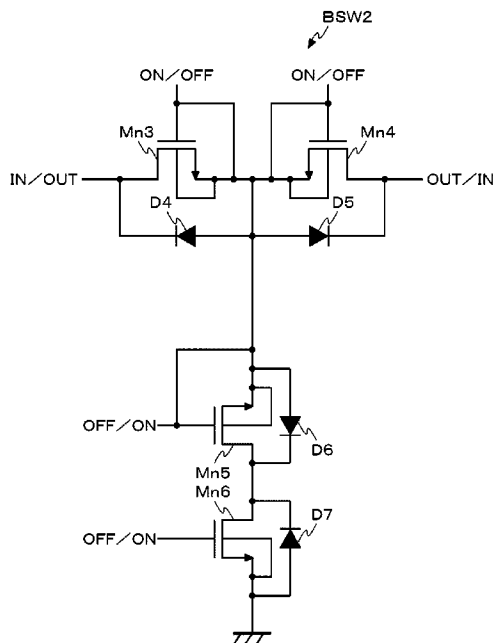 BSW2
ON/OFF
ON/OFF
Mn3
Mn4
IN/OUT
OUT/IN
D4
D5
OFF/ON
D6
Mn5
Mn6
D7
OFF/ON